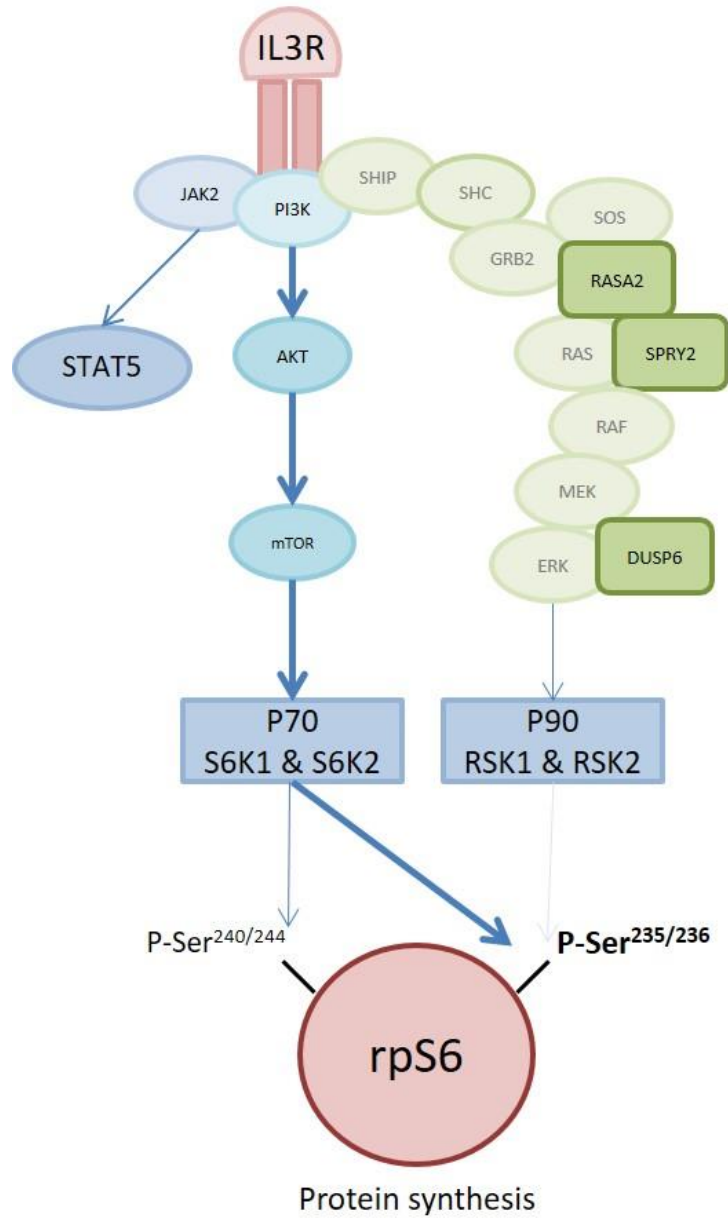 IL3R
JAK2
PI3K
SHIP
SHC
SOS
GRB2
RASA2
STAT5
AKT
RAS
SPRY2
RAF
MEK
mTOR
ERK
DUSP6
P70
S6K1 & S6K2
P90
RSK1 & RSK2
P-Ser240/244
P-Ser235/236
rpS6
Protein synthesis